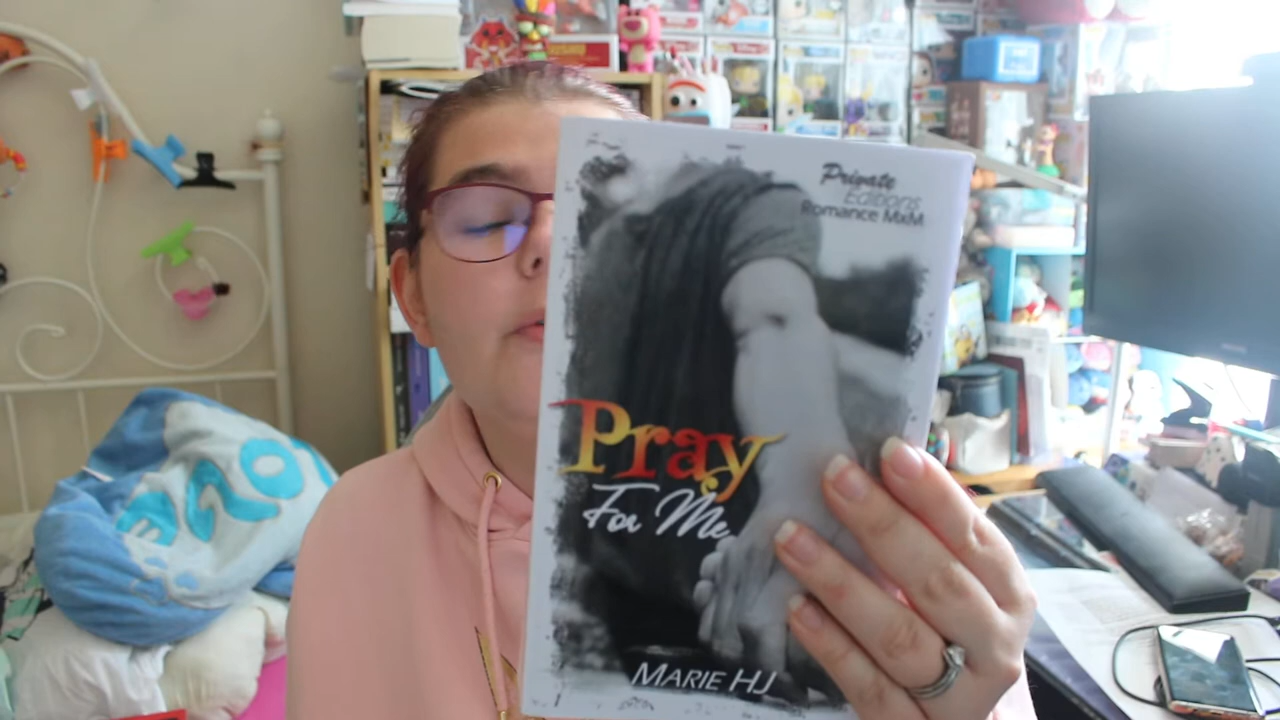 Private
Editions
Romance MxM
Pray
For Me
MARIE HJ